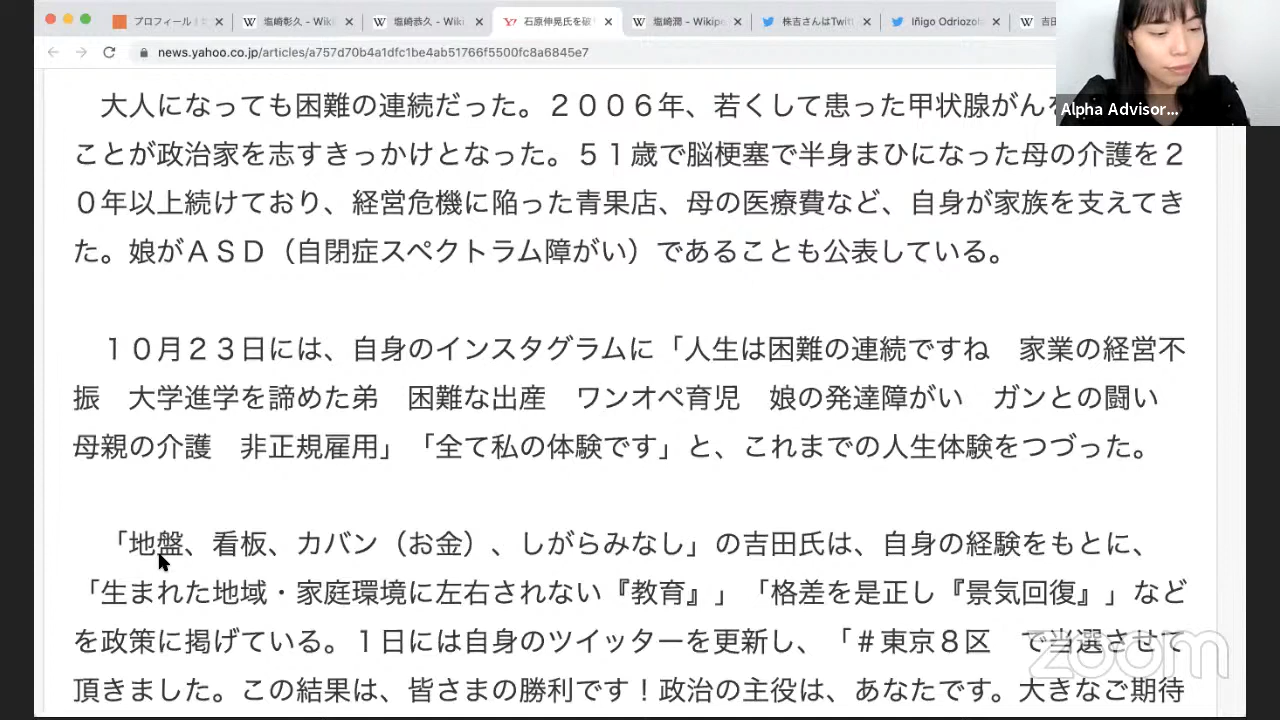 プロフィール
塩崎彰久 - Wiki
塩崎恭久 - Wiki
石原伸晃氏を破
塩崎潤 - Wikipe
株吉さんはTwit
Iñigo Odriozola
吉田
news.yahoo.co.jp/articles/a757d70b4a1dfc1be4ab51766f5500fc8a6845e7
Alpha Advisor...
大人になっても困難の連続だった。２００６年、若くして患った甲状腺がん
ことが政治家を志すきっかけとなった。５１歳で脳梗塞で半身まひになった母の介護を２
０年以上続けており、経営危機に陥った青果店、母の医療費など、自身が家族を支えてき
た。娘がＡＳＤ（自閉症スペクトラム障がい）であることも公表している。
１０月２３日には、自身のインスタグラムに「人生は困難の連続ですね　家業の経営不
振　大学進学を諦めた弟　困難な出産　ワンオペ育児　娘の発達障がい　ガンとの闘い
母親の介護　非正規雇用」「全て私の体験です」と、これまでの人生体験をつづった。
「地盤、看板、カバン（お金）、しがらみなし」の吉田氏は、自身の経験をもとに、
「生まれた地域・家庭環境に左右されない『教育』」「格差を是正し『景気回復』」など
を政策に掲げている。１日には自身のツイッターを更新し、「＃東京８区　で当選させて
頂きました。この結果は、皆さまの勝利です！政治の主役は、あなたです。大きなご期待
zoom